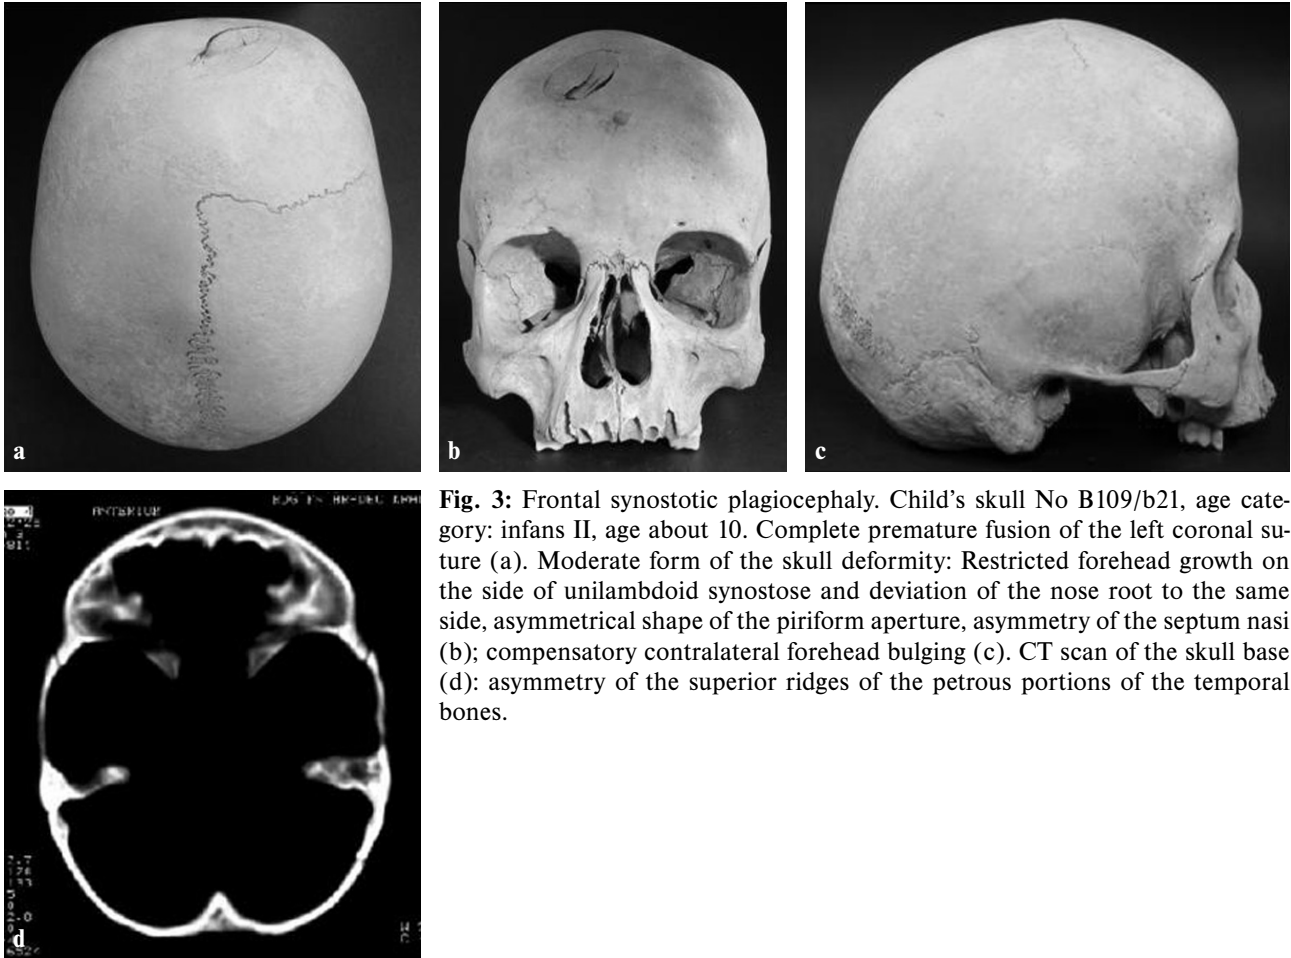 a
b
c
ANTERIOR
d
Fig. 3: Frontal synostotic plagiocephaly. Child's skull No B109/b21, age cate-
gory: infans II, age about 10. Complete premature fusion of the left coronal su-
ture (a). Moderate form of the skull deformity: Restricted forehead growth on
the side of unilambdoid synostose and deviation of the nose root to the same
side, asymmetrical shape of the piriform aperture, asymmetry of the septum nasi
(b); compensatory contralateral forehead bulging (c). CT scan of the skull base
(d): asymmetry of the superior ridges of the petrous portions of the temporal
bones.